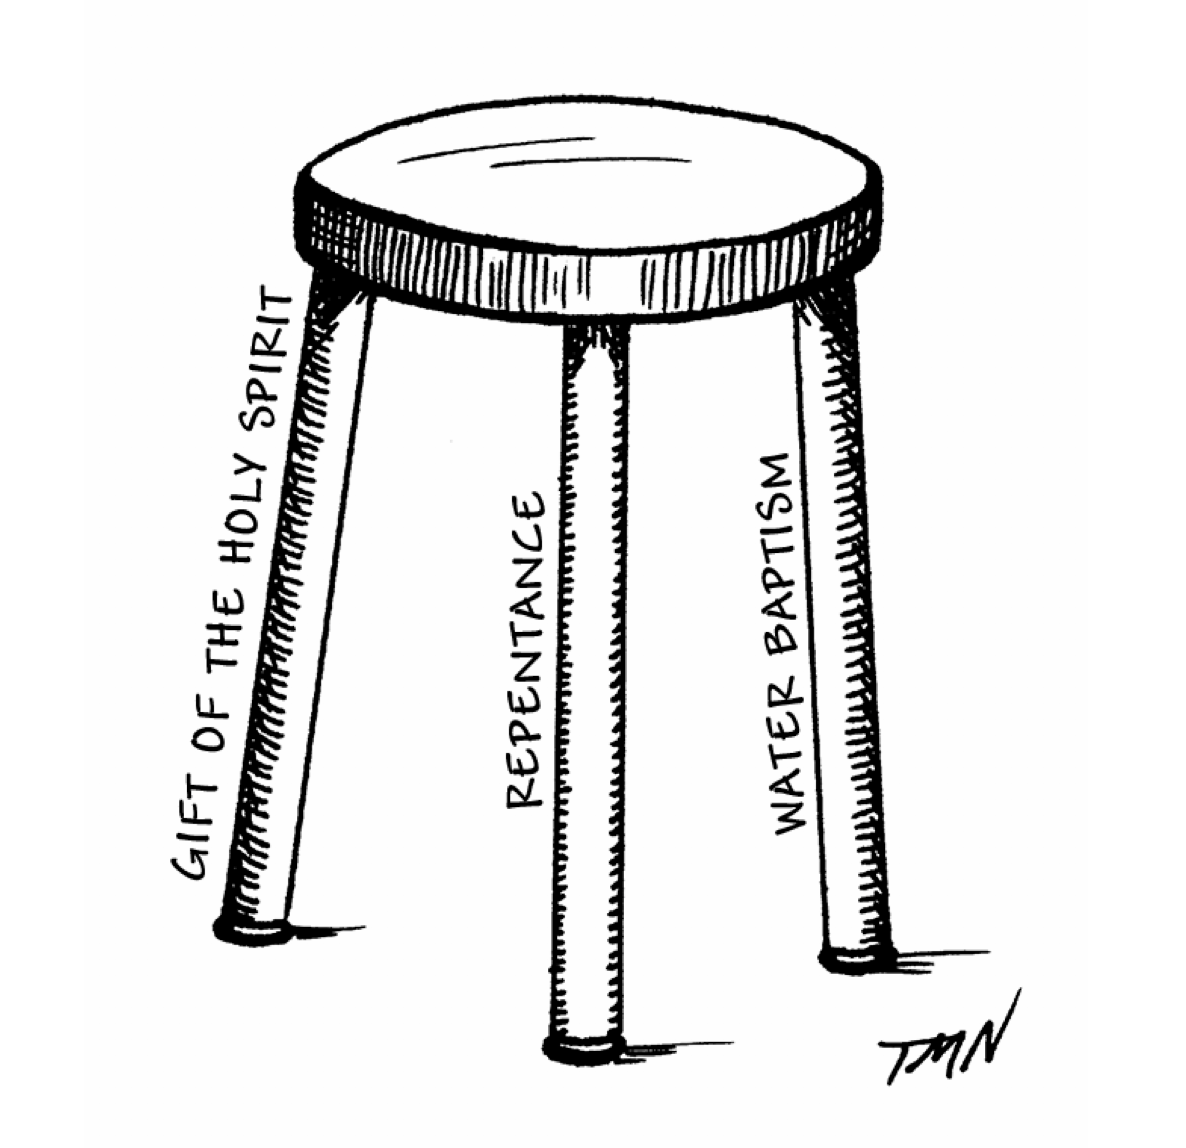 GIFT OF THE HOLY SPIRIT
REPENTANCE
WATER BAPTISM
TMN